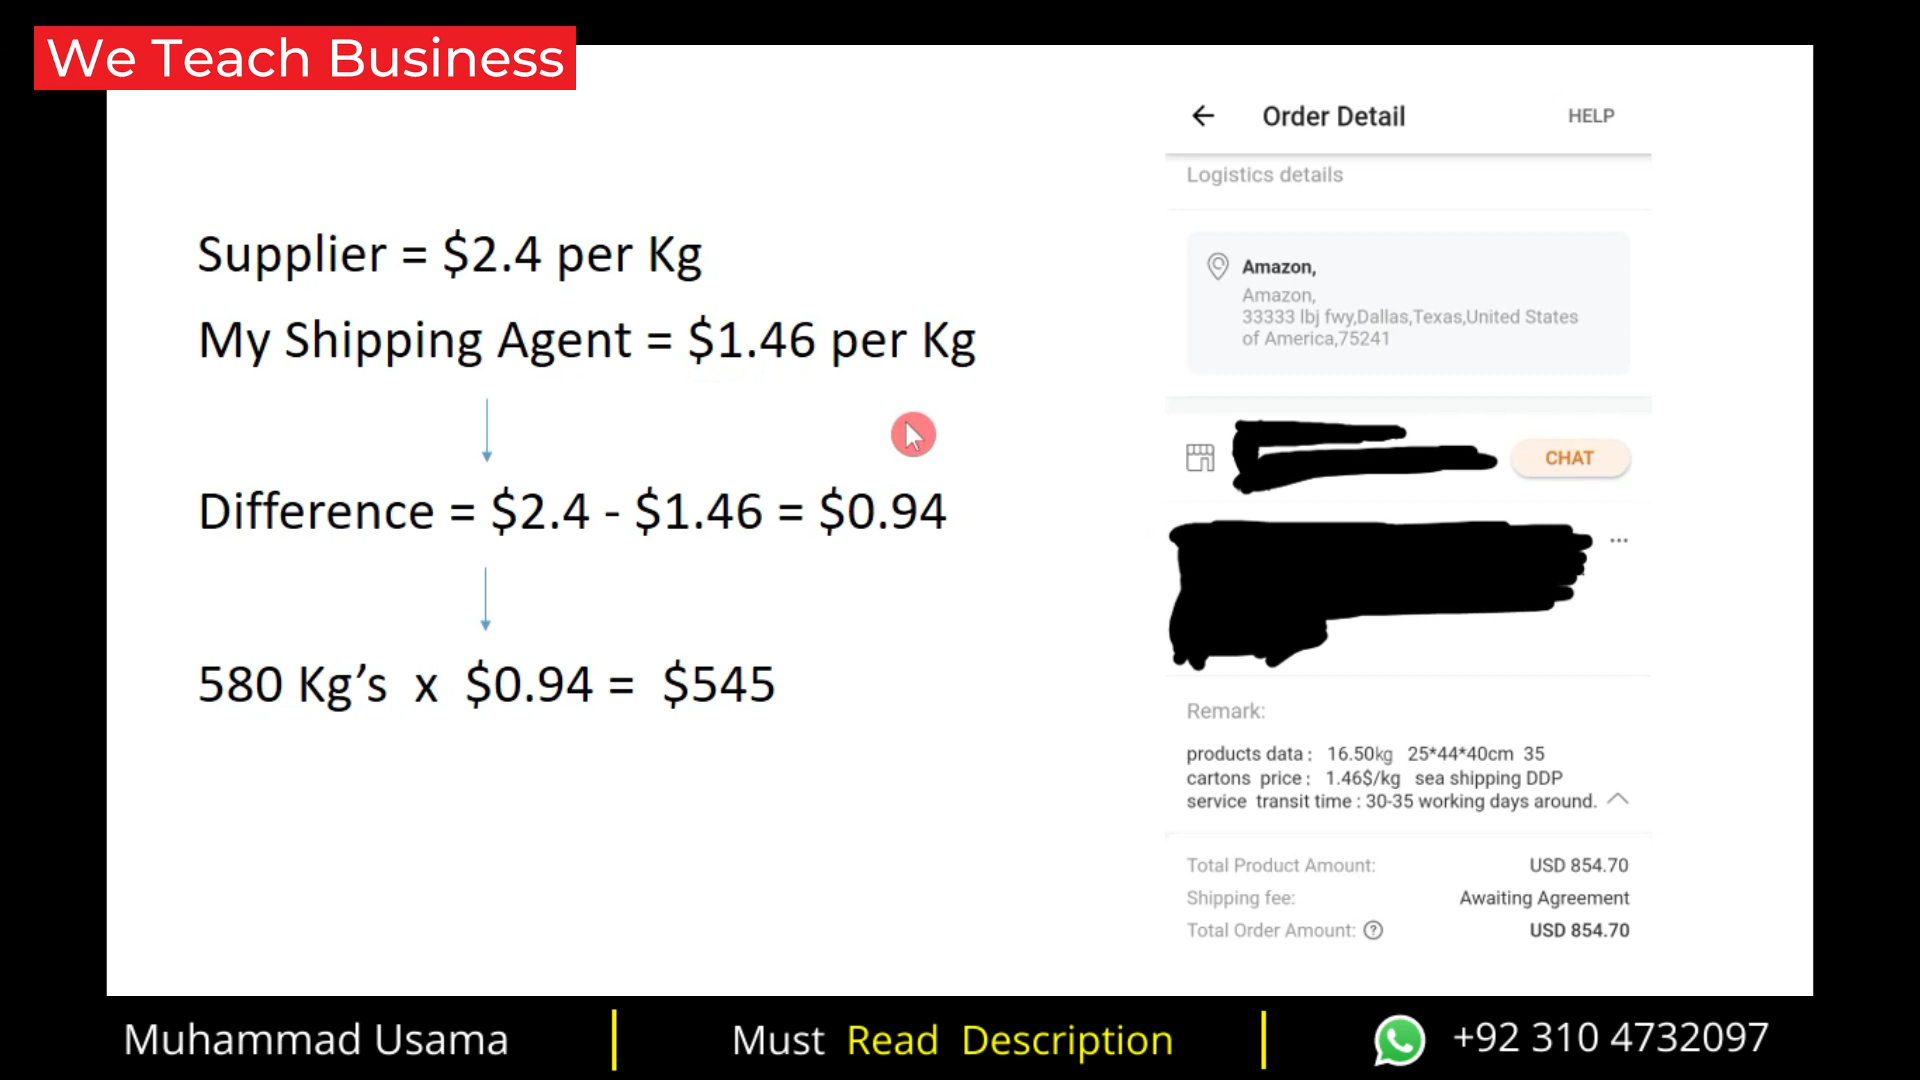 We Teach Business
Supplier = $2.4 per Kg
My Shipping Agent = $1.46 per Kg
Difference = $2.4 - $1.46 = $0.94
580 Kg’s x $0.94 = $545
Order Detail
HELP
Logistics details
Amazon,
Amazon,
33333 lbj fwy,Dallas,Texas,United States
of America,75241
CHAT
...
Remark:
products data : 16.50kg 25*44*40cm 35
cartons price : 1.46$/kg sea shipping DDP
service transit time : 30-35 working days around.
Total Product Amount: USD 854.70
Shipping fee: Awaiting Agreement
Total Order Amount: ? USD 854.70
Muhammad Usama | Must Read Description | +92 310 4732097